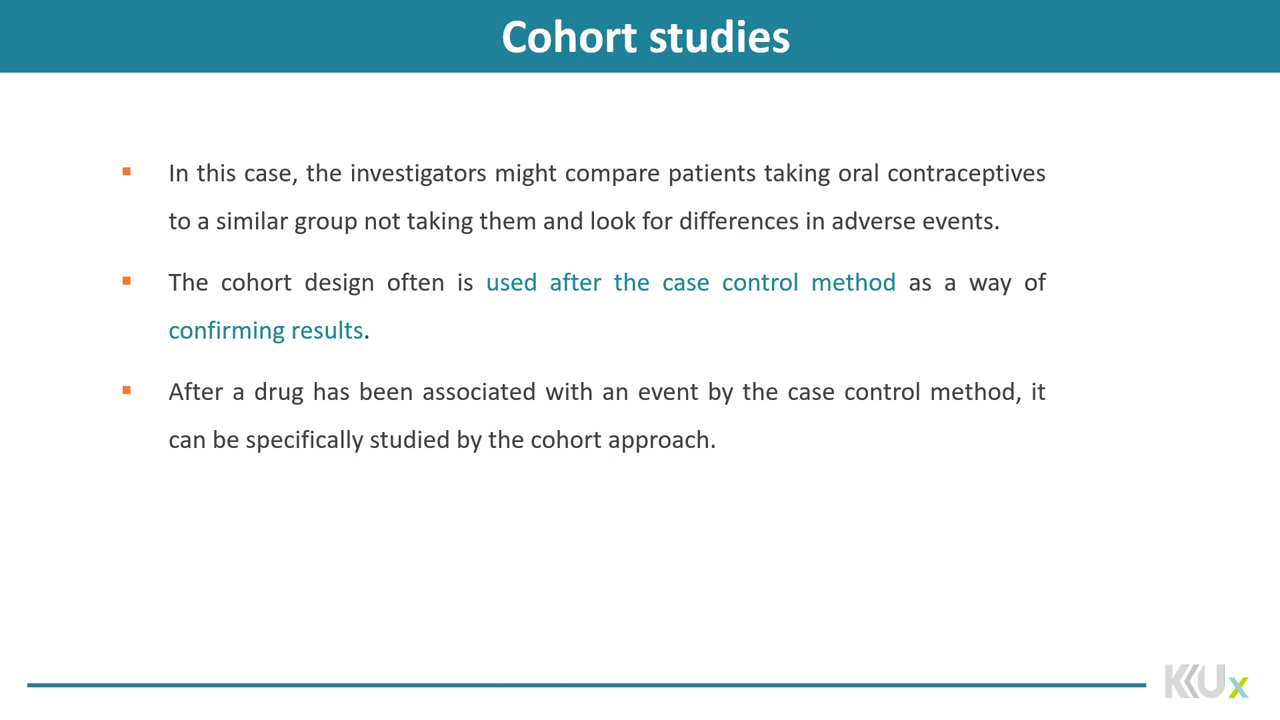 Cohort studies
▪ In this case, the investigators might compare patients taking oral contraceptives
to a similar group not taking them and look for differences in adverse events.
▪ The cohort design often is used after the case control method as a way of
confirming results.
▪ After a drug has been associated with an event by the case control method, it
can be specifically studied by the cohort approach.
KKUx